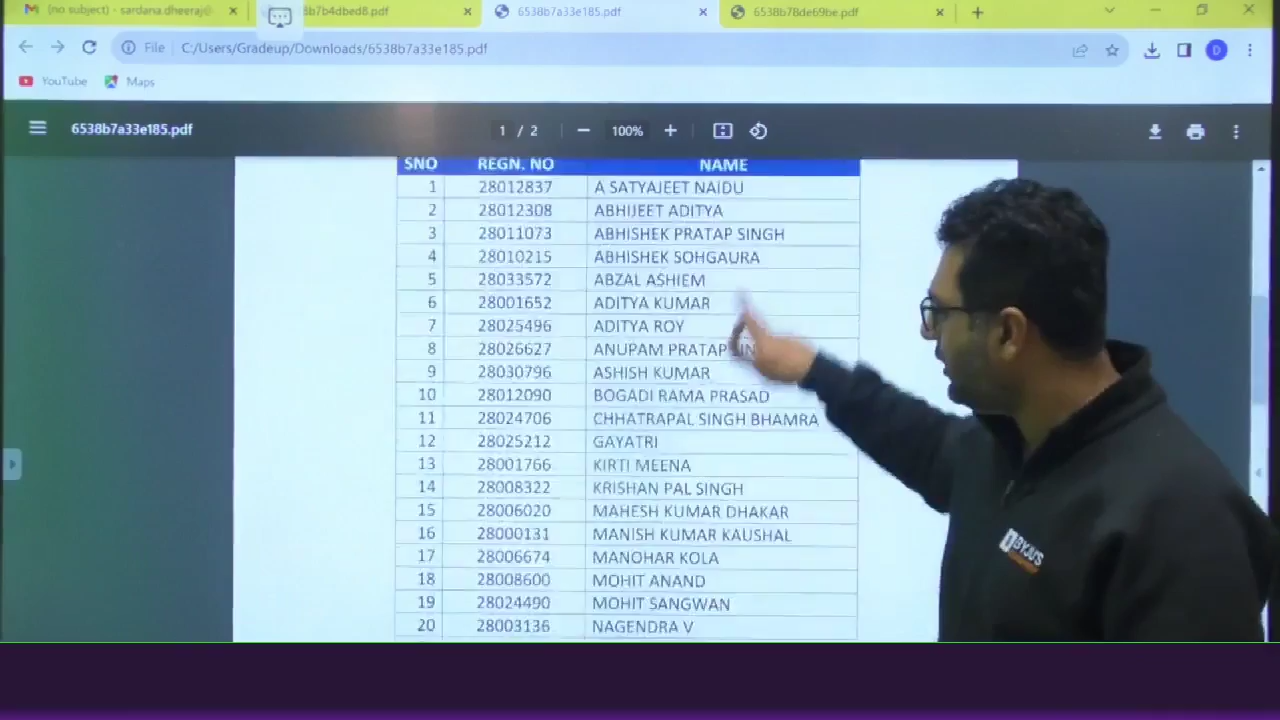 (no subject) - sardana.dheeraj@
8b7b4dbed8.pdf
6538b7a33e185.pdf
6538b78de69be.pdf
File C:/Users/Gradeup/Downloads/6538b7a33e185.pdf
D
YouTube Maps
6538b7a33e185.pdf 1 / 2 100%
SNO REGN. NO NAME
1 28012837 A SATYAJEET NAIDU
2 28012308 ABHIJEET ADITYA
3 28011073 ABHISHEK PRATAP SINGH
4 28010215 ABHISHEK SOHGAURA
5 28033572 ABZAL ASHIEM
6 28001652 ADITYA KUMAR
7 28025496 ADITYA ROY
8 28026627 ANUPAM PRATAP
9 28030796 ASHISH KUMAR
10 28012090 BOGADI RAMA PRASAD
11 28024706 CHHATRAPAL SINGH BHAMRA
12 28025212 GAYATRI
13 28001766 KIRTI MEENA
14 28008322 KRISHAN PAL SINGH
15 28006020 MAHESH KUMAR DHAKAR
16 28000131 MANISH KUMAR KAUSHAL
17 28006674 MANOHAR KOLA
18 28008600 MOHIT ANAND
19 28024490 MOHIT SANGWAN
20 28003136 NAGENDRA V
BYJU'S